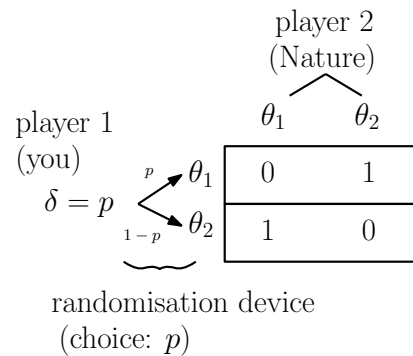 player 2
(Nature)
θ₁ θ₂
player 1
(you)
δ = p
p
1 − p
θ₁ 0 1
θ₂ 1 0
randomisation device
(choice: p)